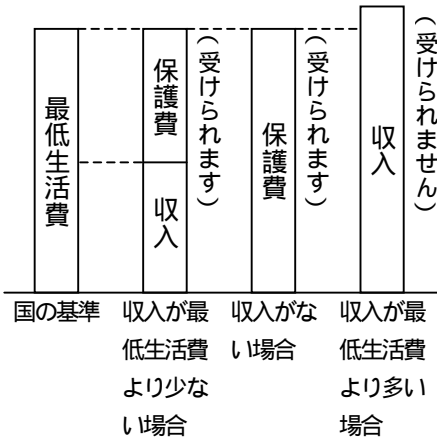 最低生活費
保護費
収入
(受けられます)
保護費
(受けられます)
収入
(受けられません)
国の基準
収入が最
低生活費
より少な
い場合
収入がな
い場合
収入が最
低生活費
より多い
場合